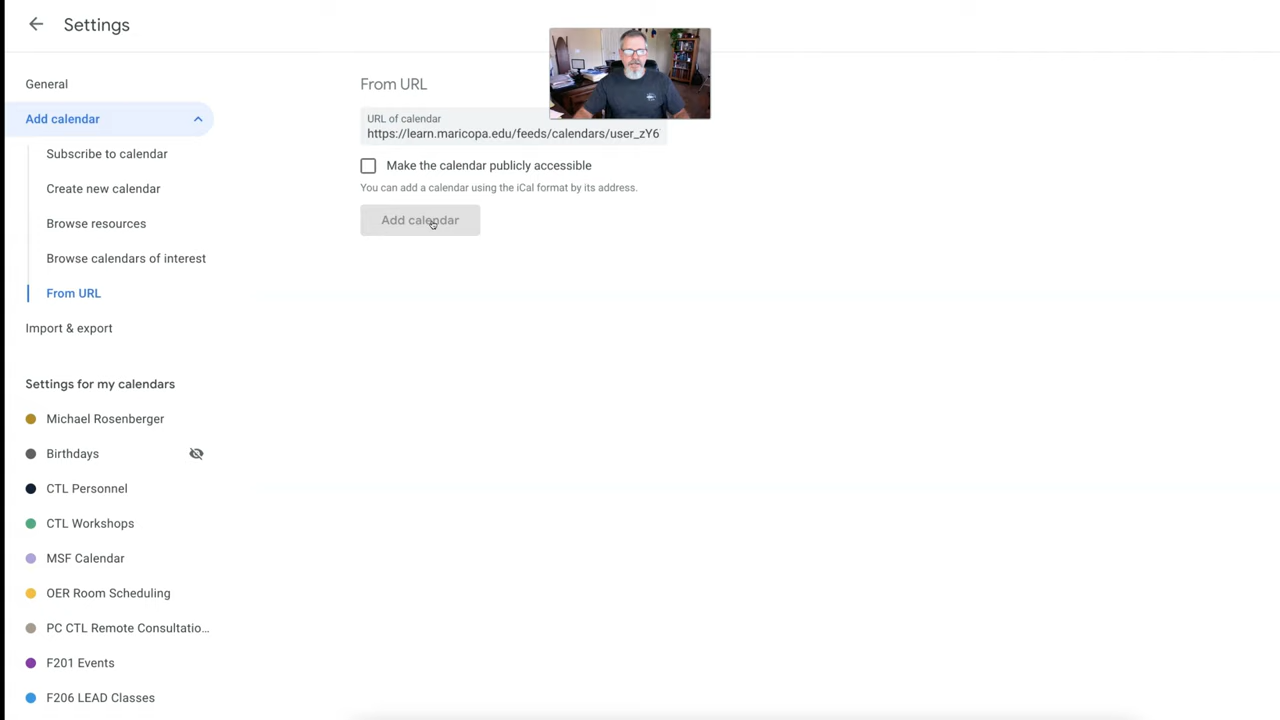 Settings
General
Add calendar
Subscribe to calendar
Create new calendar
Browse resources
Browse calendars of interest
From URL
Import & export
Settings for my calendars
Michael Rosenberger
Birthdays
CTL Personnel
CTL Workshops
MSF Calendar
OER Room Scheduling
PC CTL Remote Consultatio...
F201 Events
F206 LEAD Classes
From URL
URL of calendar
https://learn.maricopa.edu/feeds/calendars/user_zY6
Make the calendar publicly accessible
You can add a calendar using the iCal format by its address.
Add calendar